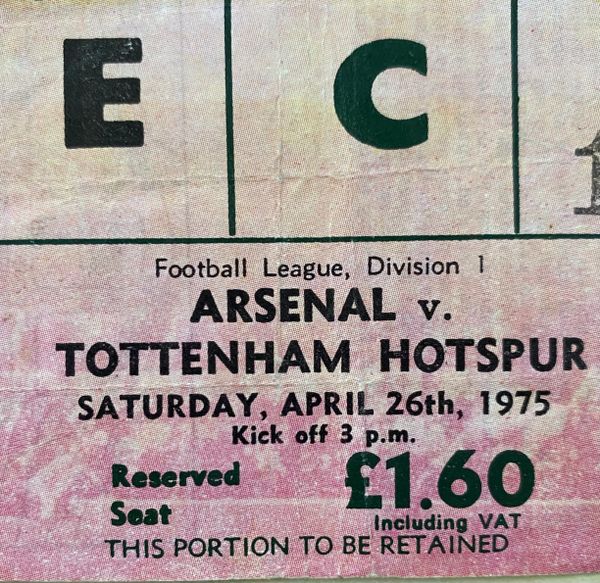 E C 1
Football League, Division 1
ARSENAL v.
TOTTENHAM HOTSPUR
SATURDAY, APRIL 26th, 1975
Kick off 3 p.m.
Reserved £1.60
Seat Including VAT
THIS PORTION TO BE RETAINED